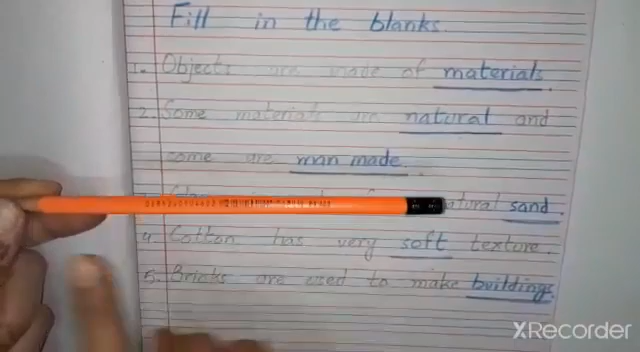 Fill in the blanks.
1. Objects are made of materials.
2. Some materials are natural and
some are man made.
natural sand.
4. Cotton has very soft texture.
5. Bricks are used to make buildings.
XRecorder